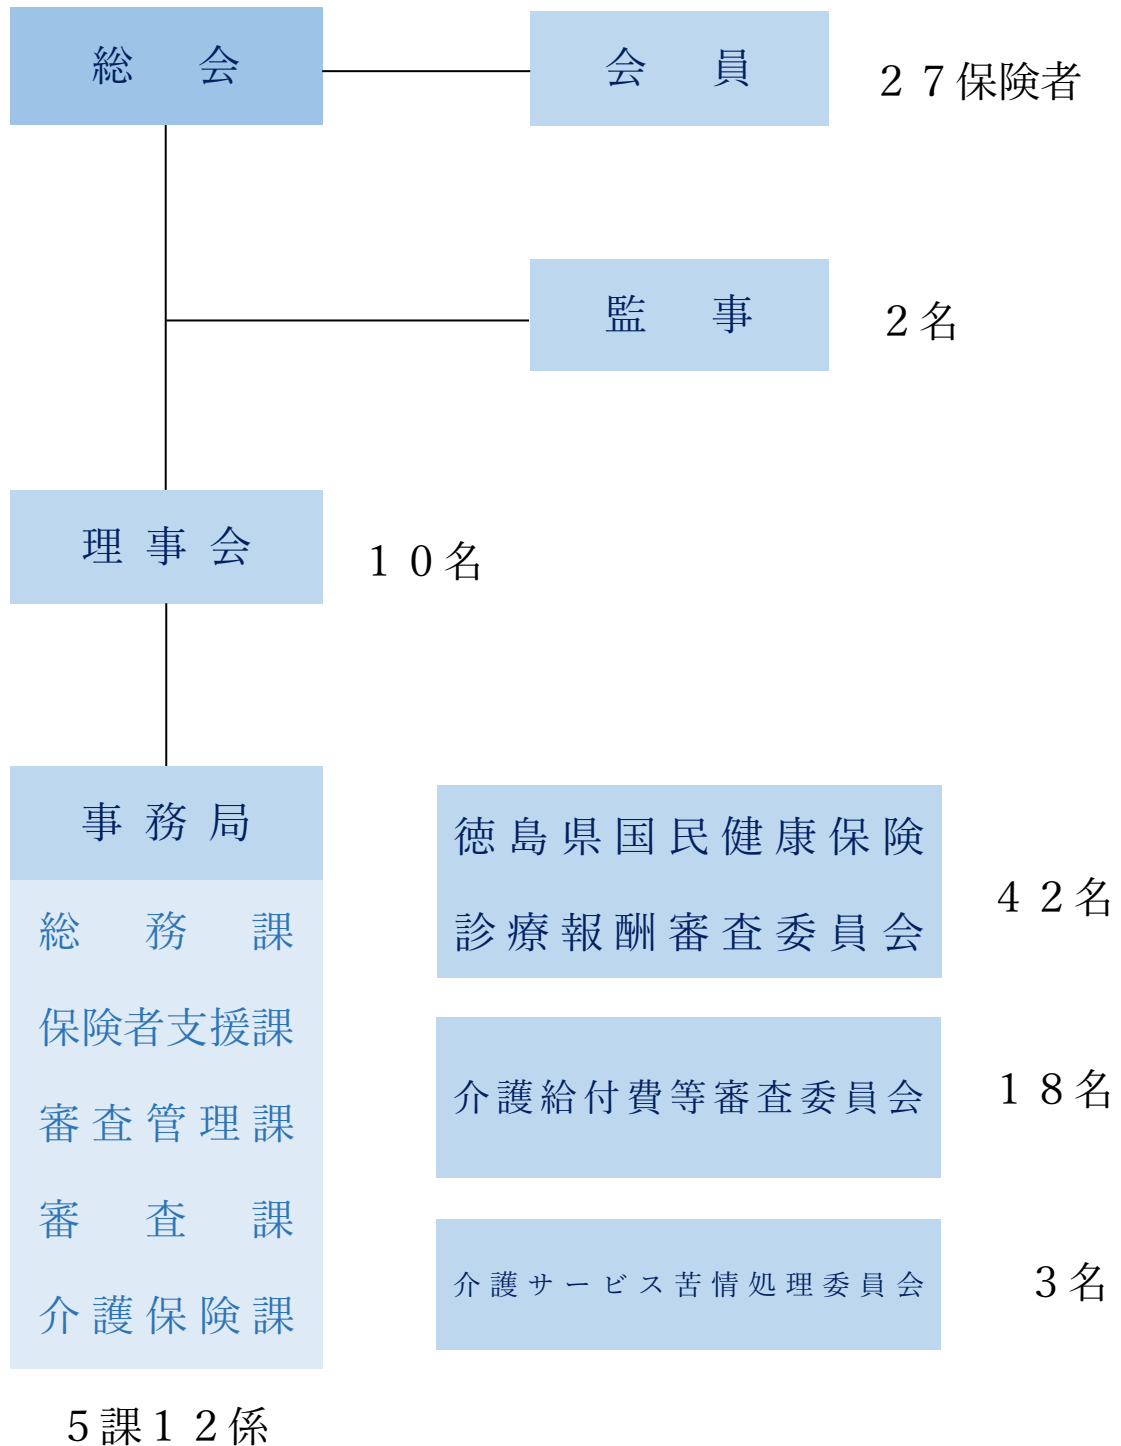 総　会
会　員
２７保険者
監　事
２名
理事会
１０名
事務局
総　務　課
保険者支援課
審査管理課
審　査　課
介護保険課
５課１２係
徳島県国民健康保険
診療報酬審査委員会
４２名
介護給付費等審査委員会
１８名
介護サービス苦情処理委員会
３名